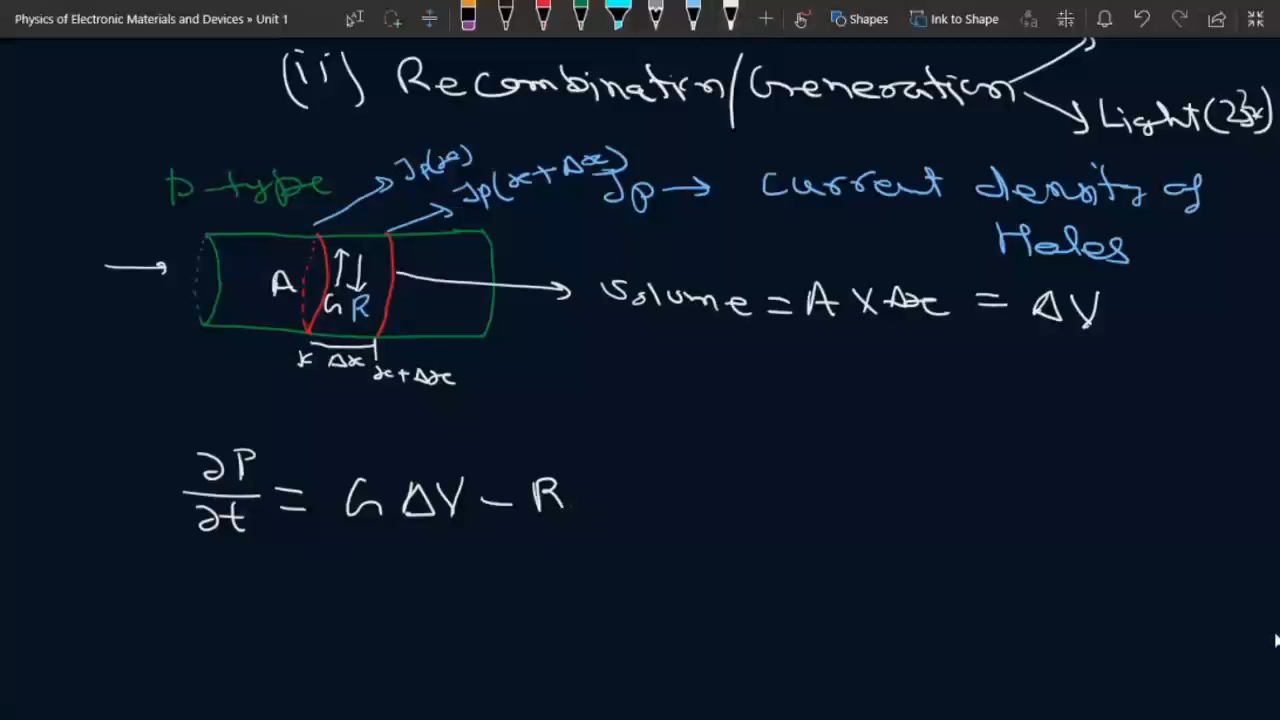 Physics of Electronic Materials and Devices » Unit 1
Shapes
Ink to Shape
(ii) Recombination/Generation
Light
p-type
Jp(x)
Jp(x+Δx)
Jp → current density of
Holes
A
G R
Volume = A X Δx = ΔV
x Δx x+Δx
∂P/∂t = G ΔV - R